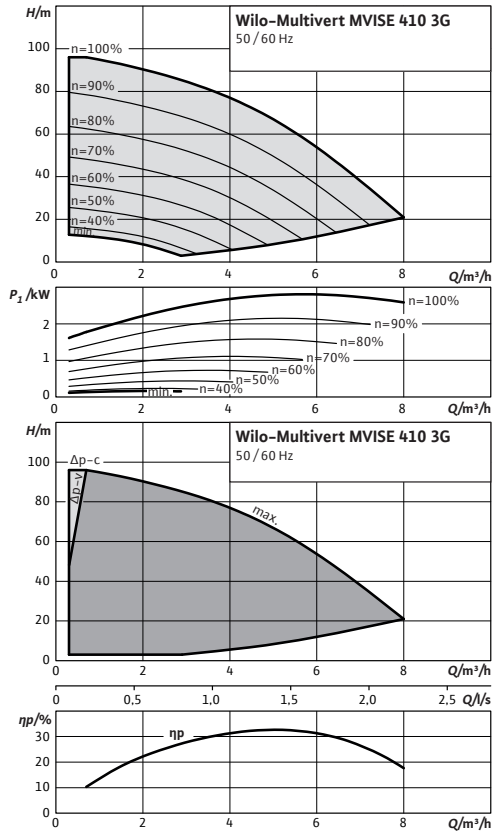 H/m
Wilo-Multivert MVISE 410 3G
50 / 60 Hz
100
n=100%
80
n=90%
n=80%
60
n=70%
40
n=60%
n=50%
20
n=40%
min.
0
0 2 4 6 8 Q/m³/h
P₁ /kW
n=100%
2
n=90%
n=80%
1
n=70%
n=60%
n=50%
n=40%
0
min.
0 2 4 6 8 Q/m³/h
H/m
Wilo-Multivert MVISE 410 3G
50 / 60 Hz
100
Δp-c
Δp-v
80
max.
60
40
20
0
0 2 4 6 8 Q/m³/h
0 0,5 1,0 1,5 2,0 2,5 Q/l/s
ηp/%
30
ηp
20
10
0
0 2 4 6 8 Q/m³/h